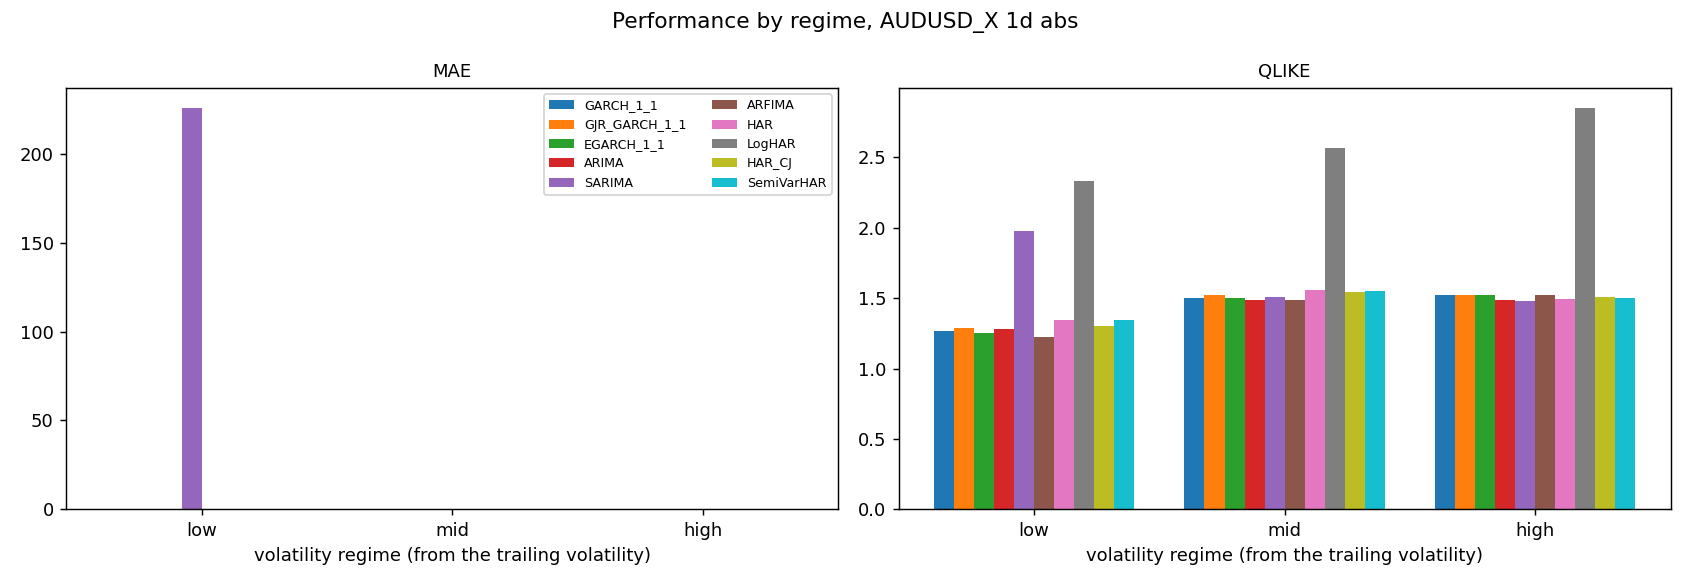 Performance by regime, AUDUSD_X 1d abs
MAE
200
150
100
50
0
low
mid
high
volatility regime (from the trailing volatility)
GARCH_1_1
GJR_GARCH_1_1
EGARCH_1_1
ARIMA
SARIMA
ARFIMA
HAR
LogHAR
HAR_CJ
SemiVarHAR
QLIKE
2.5
2.0
1.5
1.0
0.5
0.0
low
mid
high
volatility regime (from the trailing volatility)